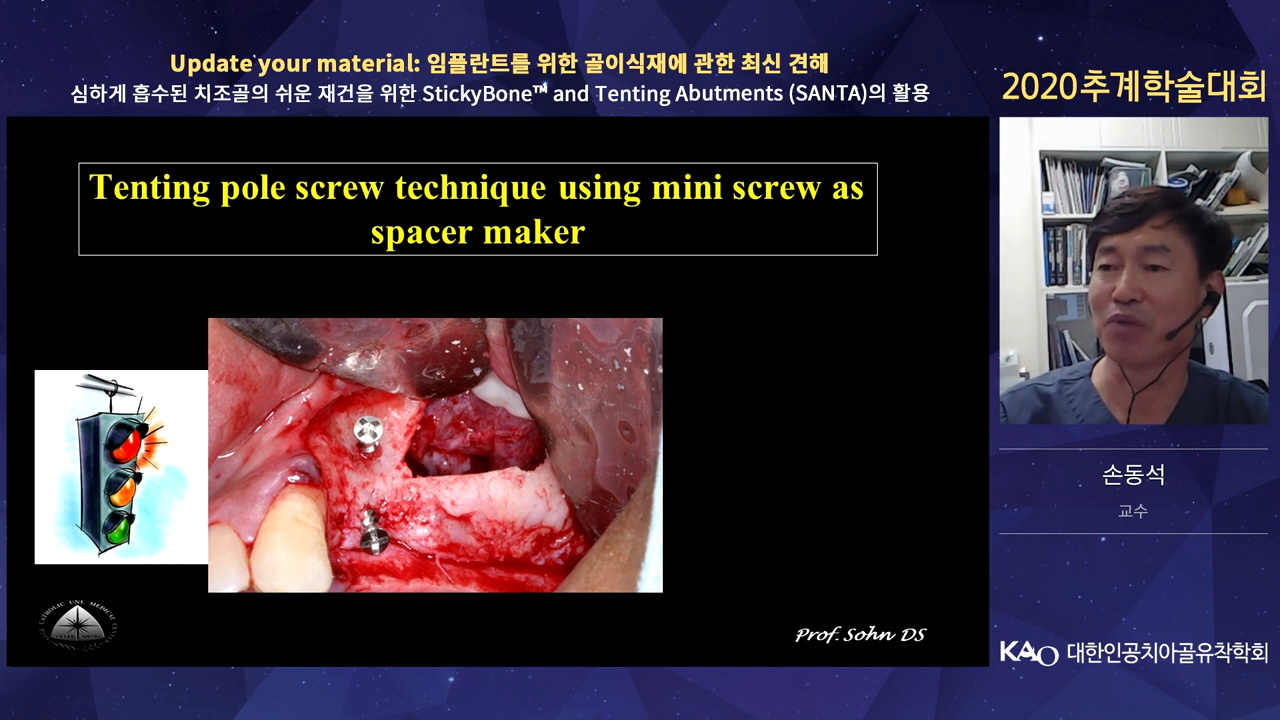 Update your material: 임플란트를 위한 골이식재에 관한 최신 견해
심하게 흡수된 치조골의 쉬운 재건을 위한 StickyBone™ and Tenting Abutments (SANTA)의 활용
2020추계학술대회
Tenting pole screw technique using mini screw as
spacer maker
손동석
교수
CATHOLIC UNI. MEDICAL CENTER
Prof. Sohn DS
KAO 대한인공치아골유착학회